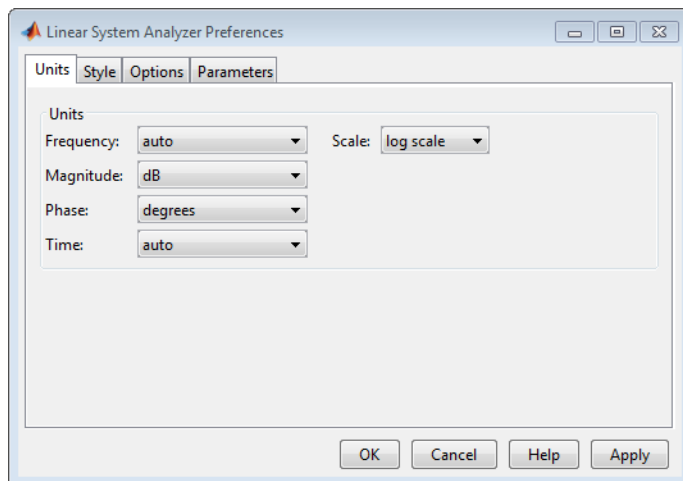 Linear System Analyzer Preferences
Units Style Options Parameters
Units
Frequency: auto Scale: log scale
Magnitude: dB
Phase: degrees
Time: auto
OK Cancel Help Apply